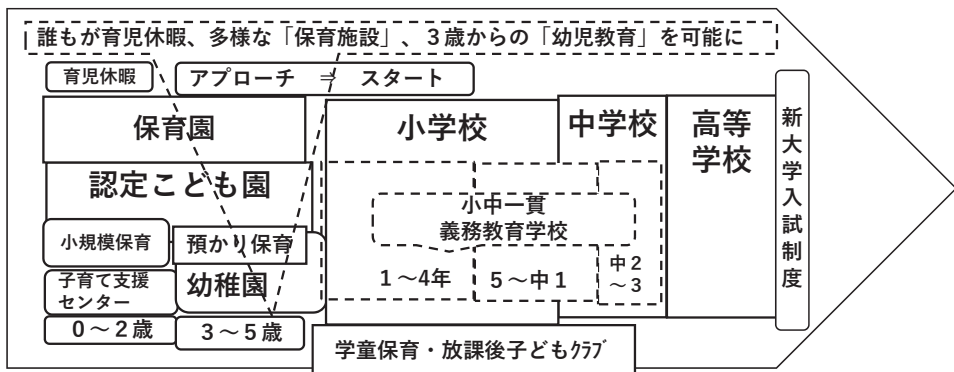 誰もが育児休暇、多様な「保育施設」、３歳からの「幼児教育」を可能に
育児休暇
アプローチ ⇒ スタート
保育園
小学校
中学校
高等
学校
新大学入試制度
認定こども園
小中一貫
義務教育学校
小規模保育
預かり保育
子育て支援
センター
幼稚園
１～４年
５～中１
中２
～３
０～２歳
３～５歳
学童保育・放課後子どもｸﾗﾌﾞ